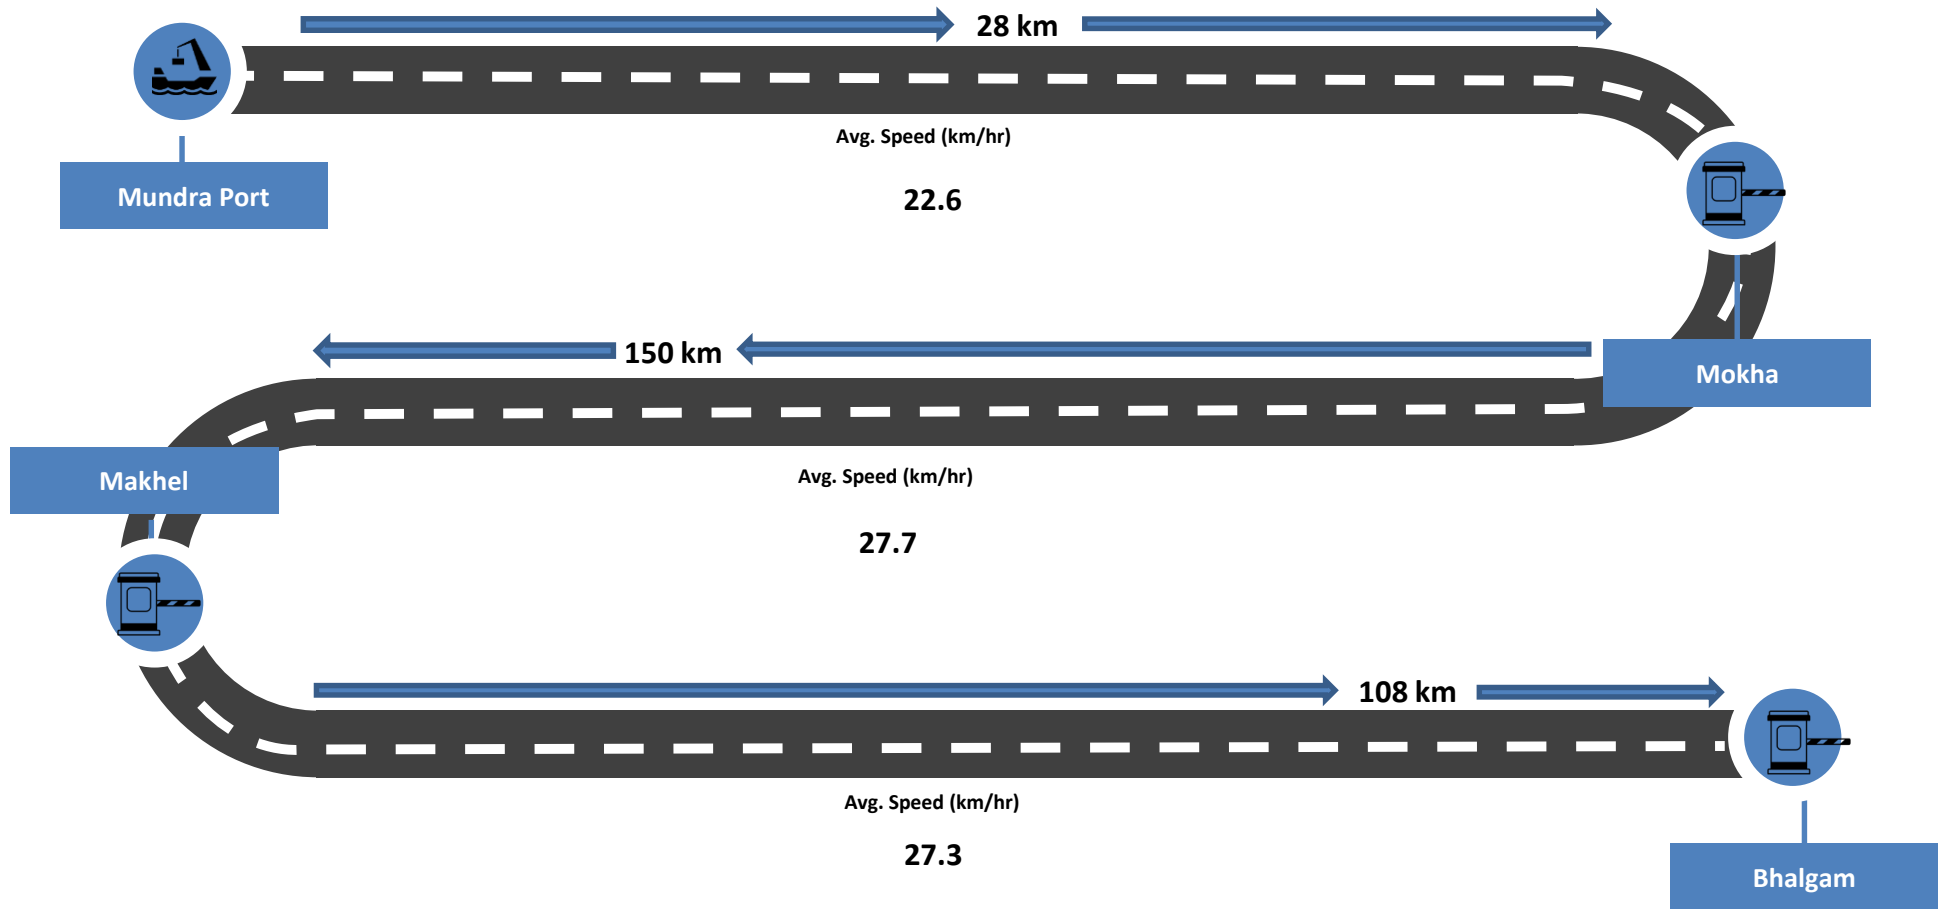 28 km
Avg. Speed (km/hr)
Mundra Port
22.6
150 km
Mokha
Makhel
Avg. Speed (km/hr)
27.7
108 km
Avg. Speed (km/hr)
27.3
Bhalgam